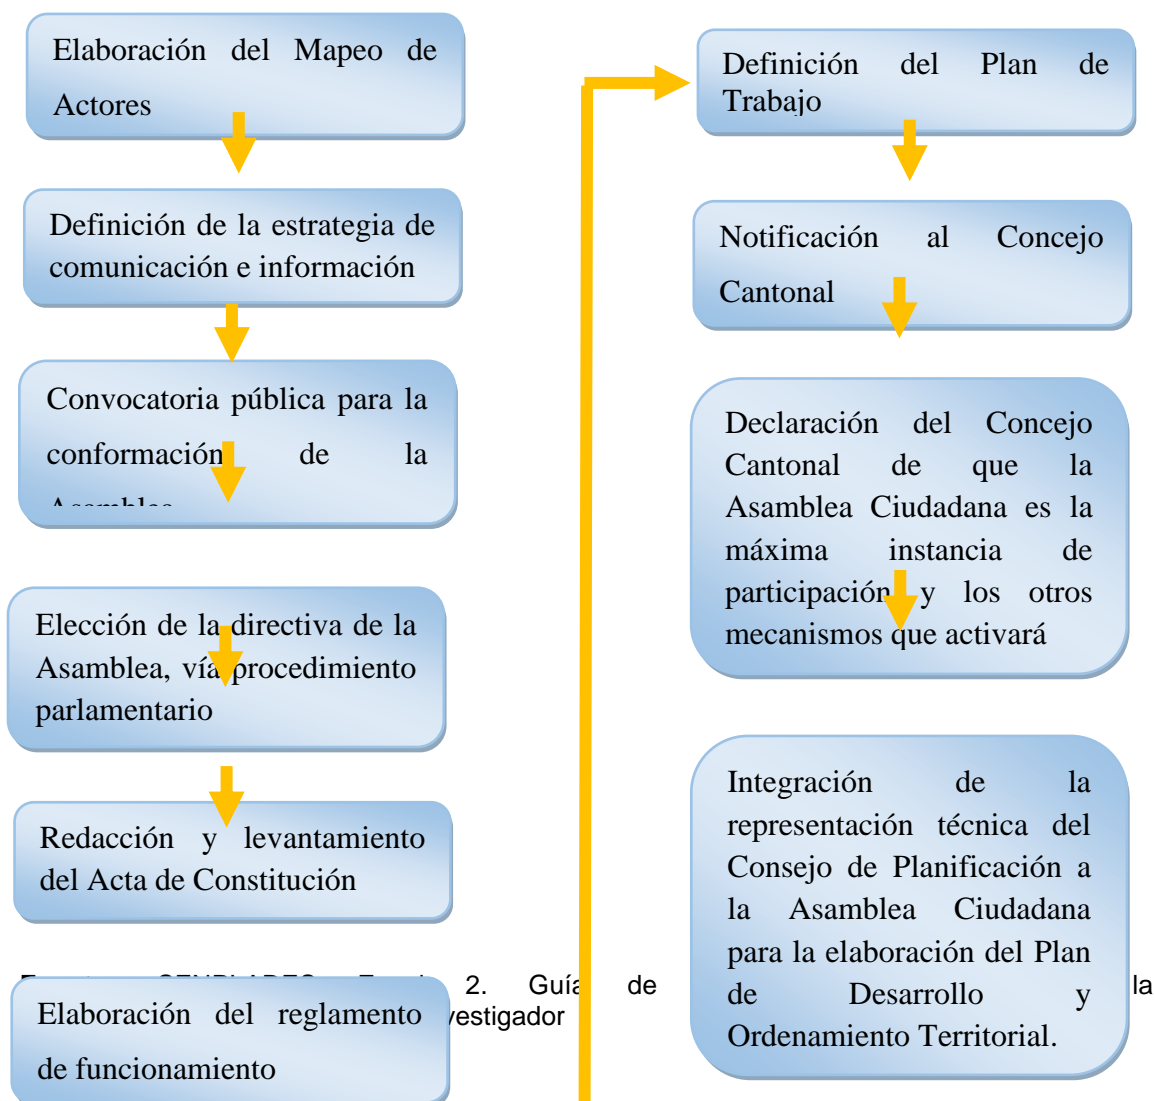 Elaboración del Mapeo de
Actores
Definición de la estrategia de
comunicación e información
Convocatoria pública para la
conformación de la
Elección de la directiva de la
Asamblea, vía procedimiento
parlamentario
Redacción y levantamiento
del Acta de Constitución
Elaboración del reglamento
de funcionamiento
Definición del Plan de
Trabajo
Notificación al Concejo
Cantonal
Declaración del Concejo
Cantonal de que la
Asamblea Ciudadana es la
máxima instancia de
participación y los otros
mecanismos que activará
Integración de la
representación técnica del
Consejo de Planificación a
la Asamblea Ciudadana
para la elaboración del Plan
de Desarrollo y
Ordenamiento Territorial.
2. Guía de la